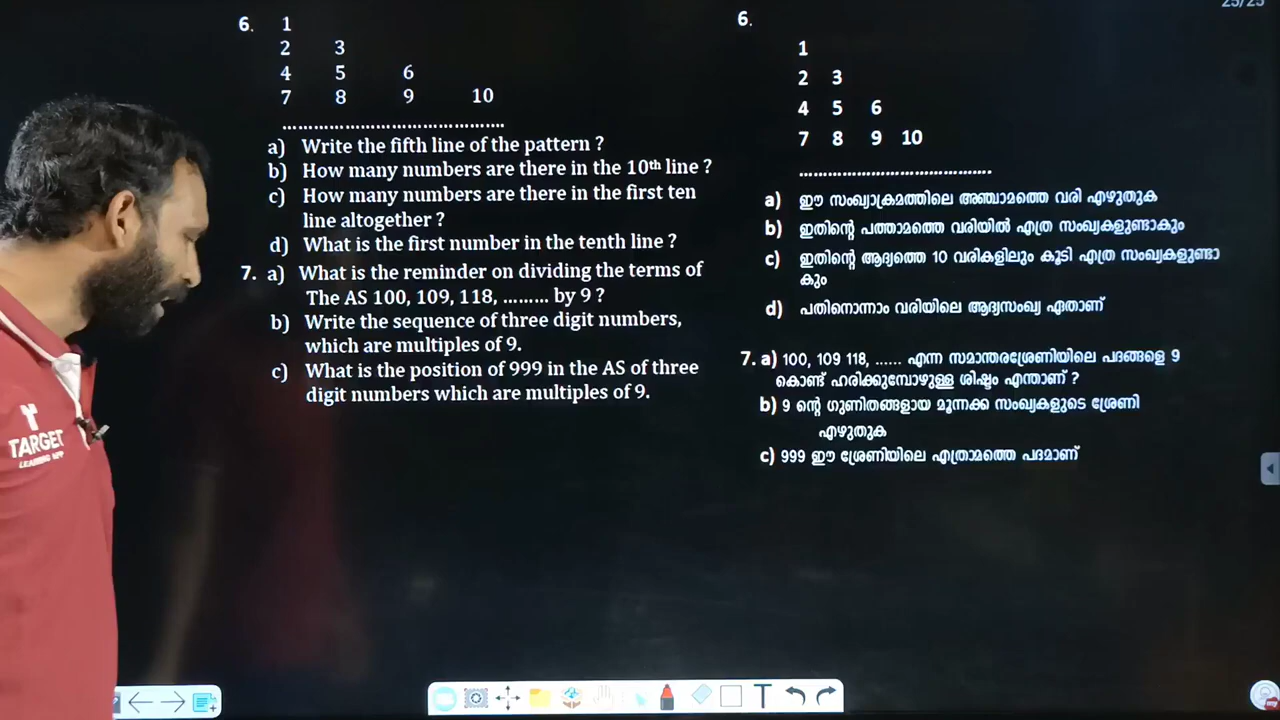 6. 1
2 3
4 5 6
7 8 9 10
................................................
a) Write the fifth line of the pattern ?
b) How many numbers are there in the 10th line ?
c) How many numbers are there in the first ten
line altogether ?
d) What is the first number in the tenth line ?
7. a) What is the reminder on dividing the terms of
The AS 100, 109, 118, ......... by 9 ?
b) Write the sequence of three digit numbers,
which are multiples of 9.
c) What is the position of 999 in the AS of three
digit numbers which are multiples of 9.
6.
1
2 3
4 5 6
7 8 9 10
..........................................
a) ഈ സംഖ്യാക്രമത്തിലെ അഞ്ചാമത്തെ വരി എഴുതുക
b) ഇതിന്റെ പത്താമത്തെ വരിയിൽ എത്ര സംഖ്യകളുണ്ടാകും
c) ഇതിന്റെ ആദ്യത്തെ 10 വരികളിലും കൂടി എത്ര സംഖ്യകളുണ്ടാ
കും
d) പതിനൊന്നാം വരിയിലെ ആദ്യസംഖ്യ ഏതാണ്
7. a) 100, 109 118, ...... എന്ന സമാന്തരശ്രേണിയിലെ പദങ്ങളെ 9
കൊണ്ട് ഹരിക്കുമ്പോഴുള്ള ശിഷ്ടം എന്താണ് ?
b) 9 ന്റെ ഗുണിതങ്ങളായ മൂന്നക്ക സംഖ്യകളുടെ ശ്രേണി
എഴുതുക
c) 999 ഈ ശ്രേണിയിലെ എത്രാമത്തെ പദമാണ്
25/25
TARGET
LEARNING APP
T